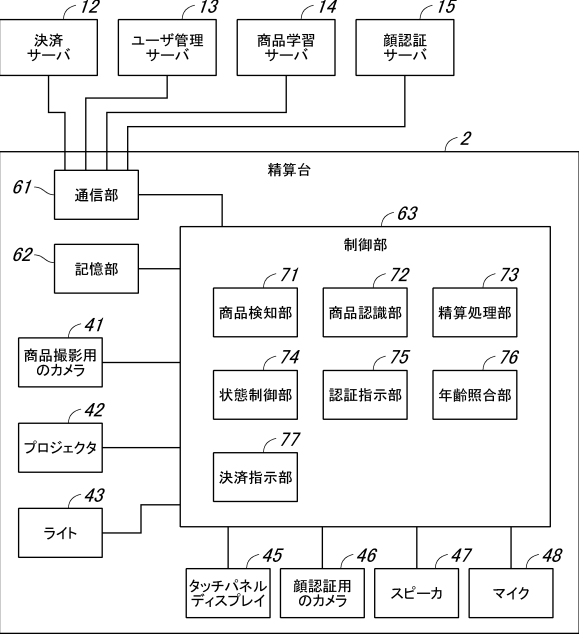 12
13
14
15
決済
サーバ
ユーザ管理
サーバ
商品学習
サーバ
顔認証
サーバ
2
精算台
61
通信部
63
制御部
62
記憶部
71
72
73
商品検知部
商品認識部
精算処理部
41
商品撮影用
のカメラ
74
75
76
状態制御部
認証指示部
年齢照合部
42
プロジェクタ
77
決済指示部
43
ライト
45
46
47
48
タッチパネル
ディスプレイ
顔認証用
のカメラ
スピーカ
マイク